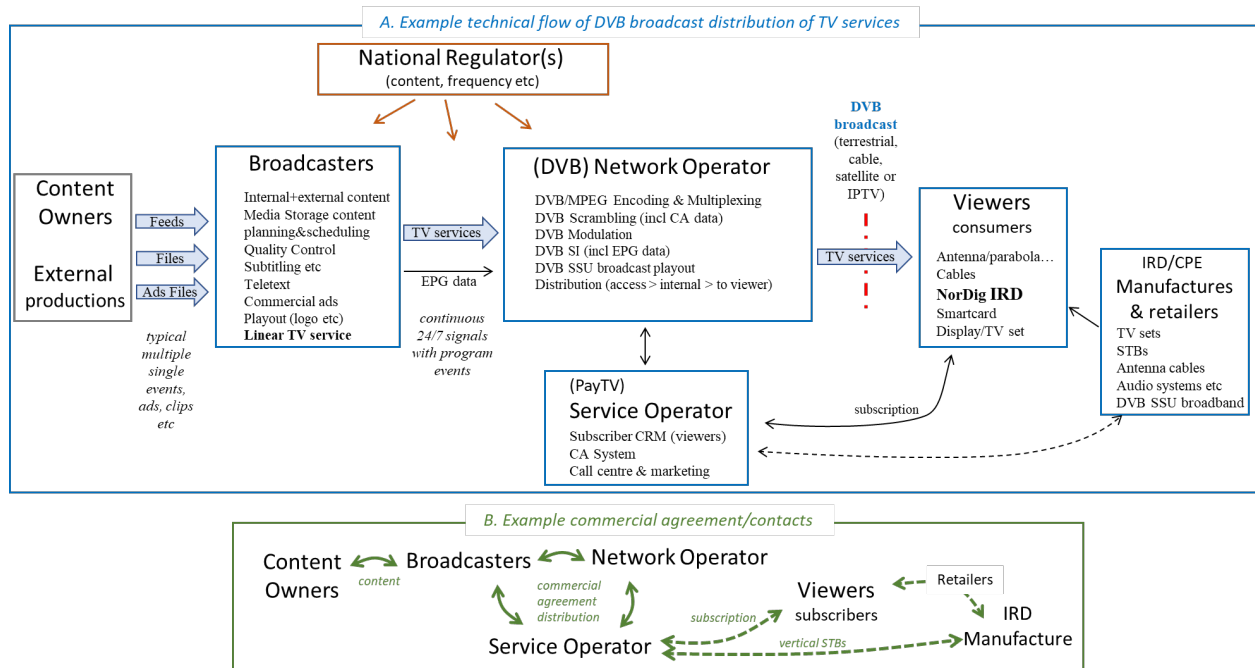 A. Example technical flow of DVB broadcast distribution of TV services
National Regulator(s)
(content, frequency etc)
Content
Owners
External
productions
Feeds
Files
Ads Files
typical
multiple
single
events,
ads, clips
etc
Broadcasters
Internal+external content
Media Storage content
planning&scheduling
Quality Control
Subtitling etc
Teletext
Commercial ads
Playout (logo etc)
Linear TV service
TV services
EPG data
continuous
24/7 signals
with program
events
(DVB) Network Operator
DVB/MPEG Encoding & Multiplexing
DVB Scrambling (incl CA data)
DVB Modulation
DVB SI (incl EPG data)
DVB SSU broadcast playout
Distribution (access > internal > to viewer)
DVB
broadcast
(terrestrial,
cable,
satellite or
IPTV)
TV services
Viewers
consumers
Antenna/parabola…
Cables
NorDig IRD
Smartcard
Display/TV set
IRD/CPE
Manufactures
& retailers
TV sets
STBs
Antenna cables
Audio systems etc
DVB SSU broadband
(PayTV)
Service Operator
Subscriber CRM (viewers)
CA System
Call centre & marketing
subscription
B. Example commercial agreement/contacts
Content
Owners
content
Broadcasters
Network Operator
commercial
agreement
distribution
Service Operator
subscription
Viewers
subscribers
Retailers
IRD
Manufacture
vertical STBs